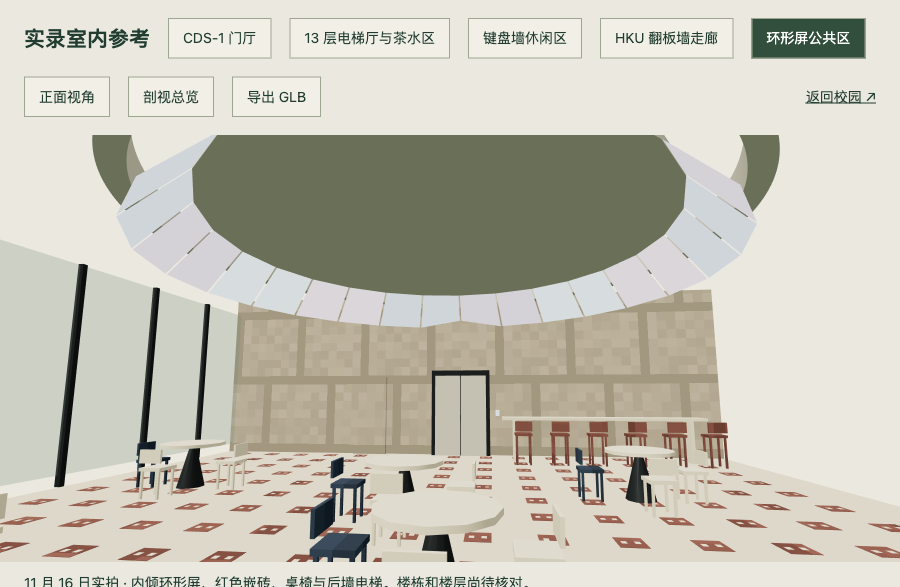 实录室内参考
CDS-1 门厅
13 层电梯厅与茶水区
键盘墙休闲区
HKU 翻板墙走廊
环形屏公共区
正面视角
剖视总览
导出 GLB
返回校园 ↗
11 月 16 日实拍 · 内倾环形屏、红色嵌砖、桌椅与后墙电梯。楼栋和楼层尚待核对。